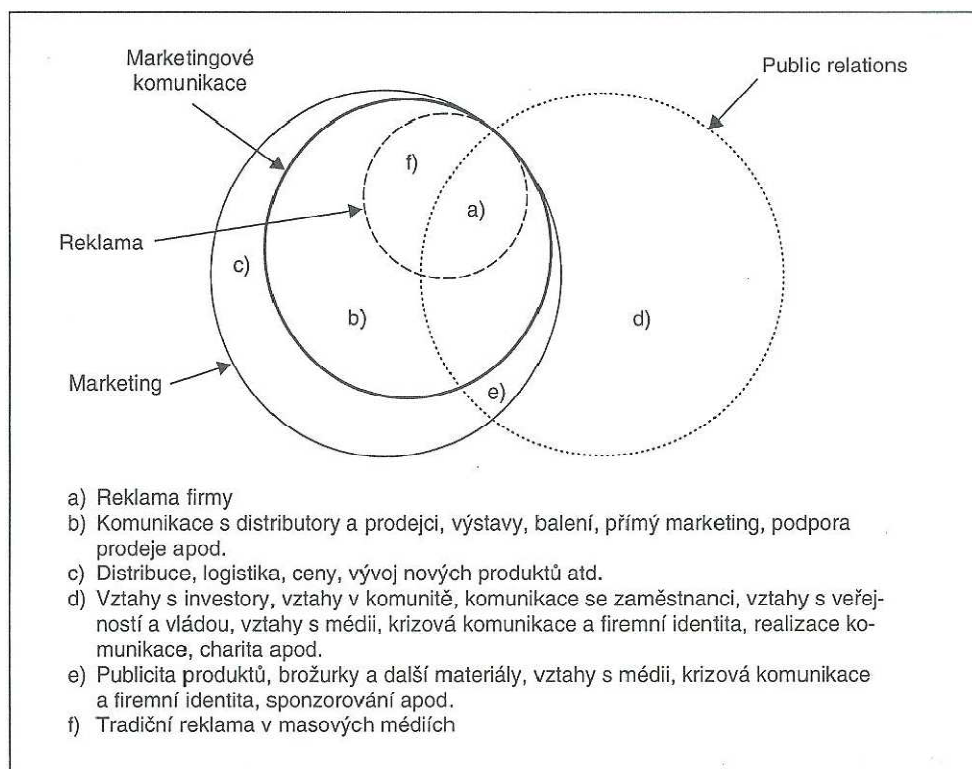 Marketingové
komunikace
Public relations
f)
a)
Reklama
c)
b)
d)
Marketing
e)
a) Reklama firmy
b) Komunikace s distributory a prodejci, výstavy, balení, přímý marketing, podpora
prodeje apod.
c) Distribuce, logistika, ceny, vývoj nových produktů atd.
d) Vztahy s investory, vztahy v komunitě, komunikace se zaměstnanci, vztahy s veřej-
ností a vládou, vztahy s médii, krizová komunikace a firemní identita, realizace ko-
munikace, charita apod.
e) Publicita produktů, brožurky a další materiály, vztahy s médii, krizová komunikace
a firemní identita, sponzorování apod.
f) Tradiční reklama v masových médiích